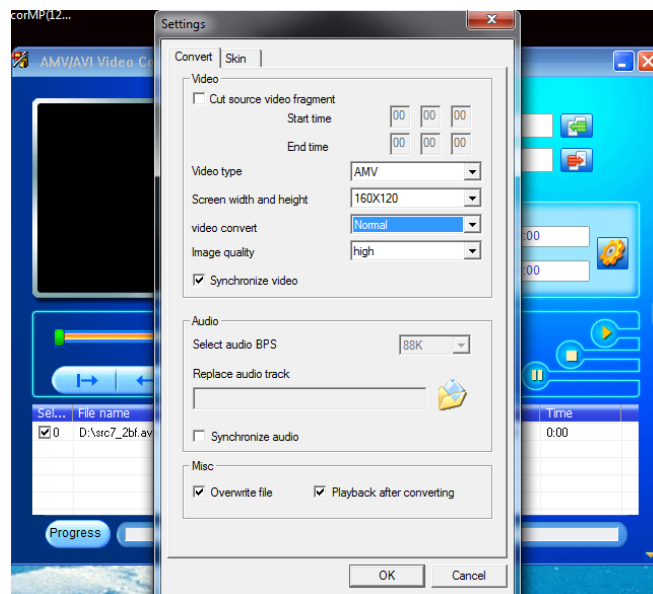 corMP(12...
Settings
AMV/AVI Video Co
Convert
Skin
Video
Cut source video fragment
Start time 00 00 00
End time 00 00 00
Video type AMV
Screen width and height 160X120
video convert Normal
Image quality high
Synchronize video
:00
:00
Audio
Select audio BPS 88K
Replace audio track
Synchronize audio
Sel... File name Time
0 D:\src7_2bf.av 0:00
Misc
Overwrite file Playback after converting
Progress
OK Cancel